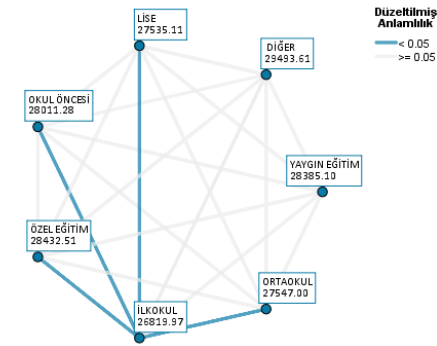 Düzeltilmiş
Anlamlılık
< 0.05
>= 0.05
LİSE
27535.11
DİĞER
29493.61
OKUL ÖNCESİ
28011.28
YAYGIN EĞİTİM
28385.10
ÖZEL EĞİTİM
28432.51
ORTAOKUL
27547.00
İLKOKUL
26819.97